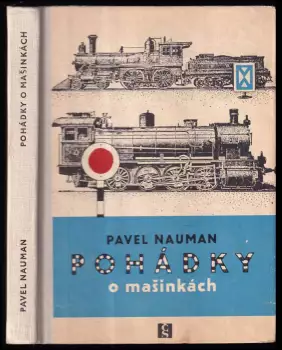 POHÁDKY O MAŠINKÁCH
PAVEL NAUMAN
PAVEL NAUMAN
POHÁDKY
o mašinkách